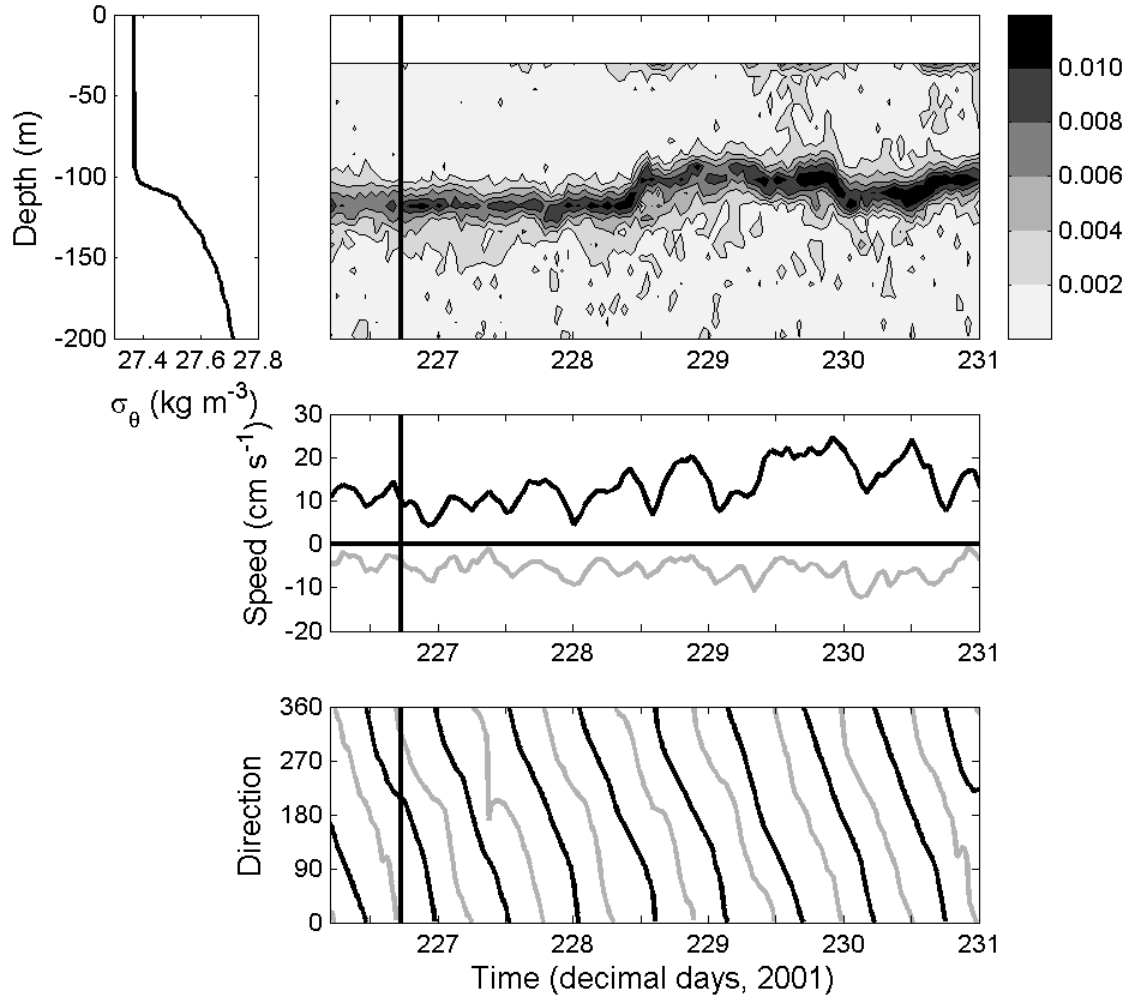 0
-50
-100
-150
-200
Depth (m)
27.4 27.6 27.8
σθ (kg m-3)
227 228 229 230 231
0.010
0.008
0.006
0.004
0.002
30
20
10
0
-10
-20
Speed (cm s-1)
227 228 229 230 231
360
270
180
90
0
Direction
227 228 229 230 231
Time (decimal days, 2001)